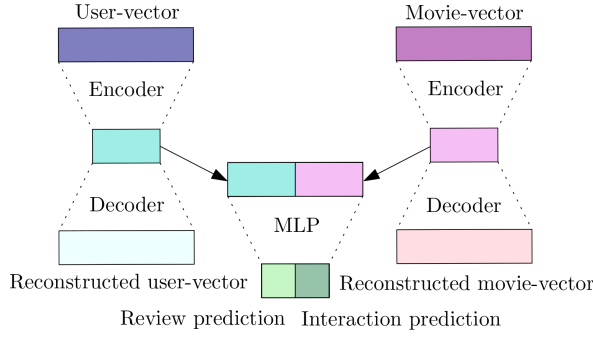 User-vector
Movie-vector
Encoder
Encoder
Decoder
Decoder
MLP
Reconstructed user-vector
Reconstructed movie-vector
Review prediction
Interaction prediction